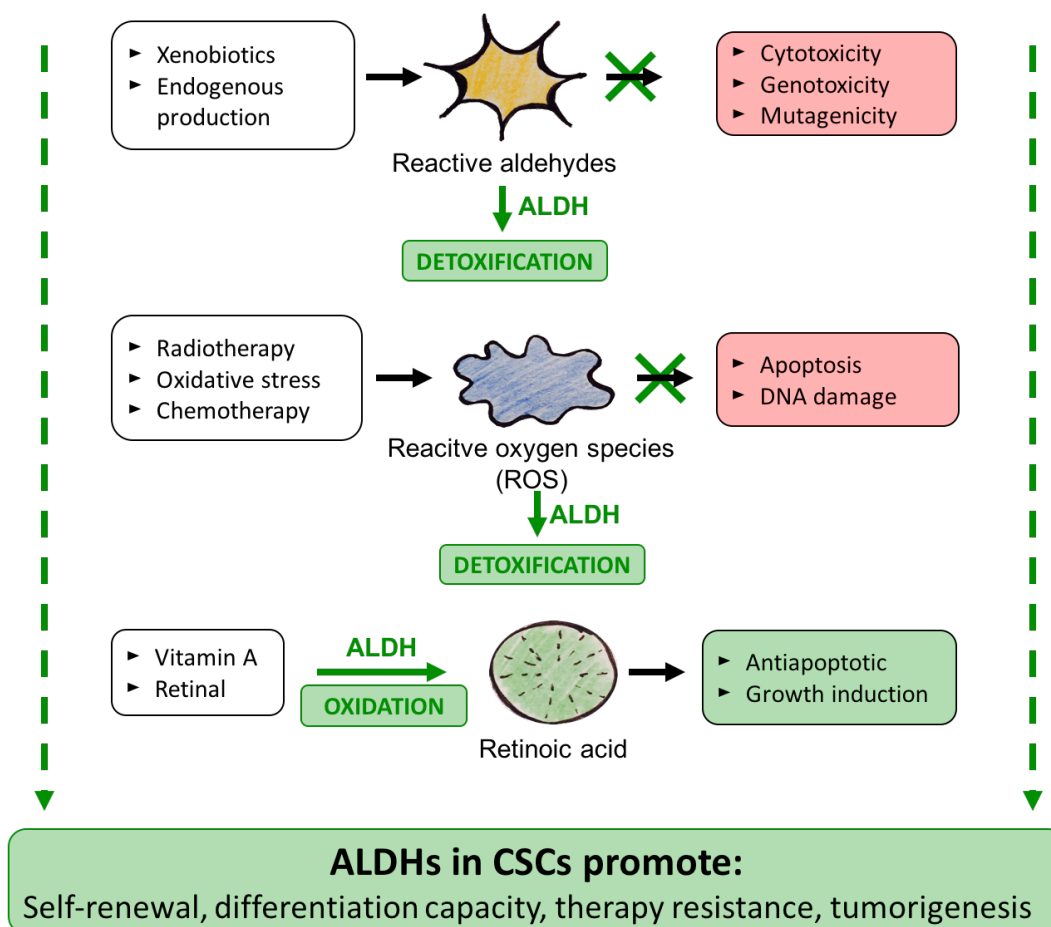 ► Xenobiotics
► Endogenous
production
Reactive aldehydes
► Cytotoxicity
► Genotoxicity
► Mutagenicity
ALDH
DETOXIFICATION
► Radiotherapy
► Oxidative stress
► Chemotherapy
Reacitve oxygen species
(ROS)
► Apoptosis
► DNA damage
ALDH
DETOXIFICATION
► Vitamin A
► Retinal
ALDH
OXIDATION
Retinoic acid
► Antiapoptotic
► Growth induction
ALDHs in CSCs promote:
Self-renewal, differentiation capacity, therapy resistance, tumorigenesis